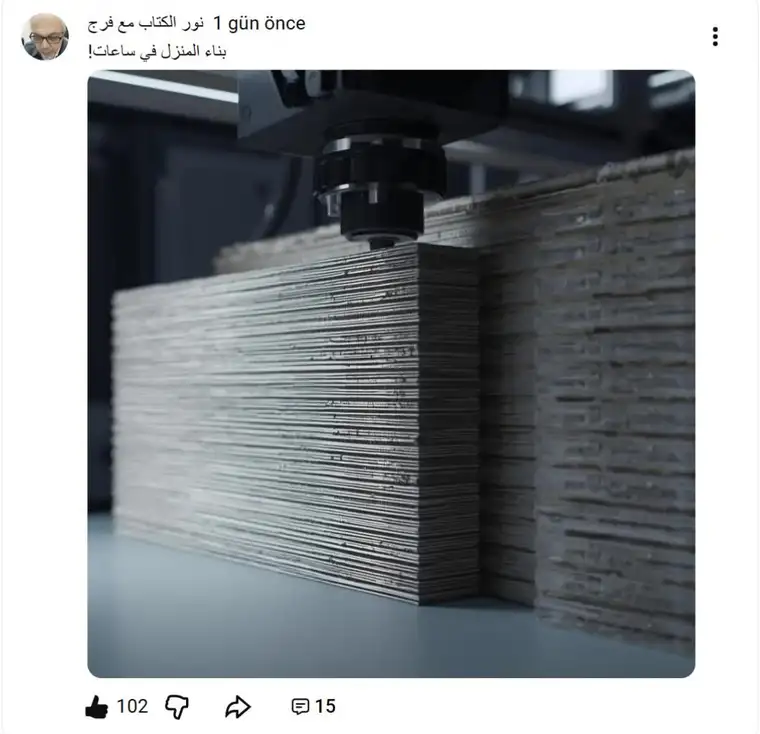 نور الكتاب مع فرج 1 gün önce
بناء المنزل في ساعات!
102
15